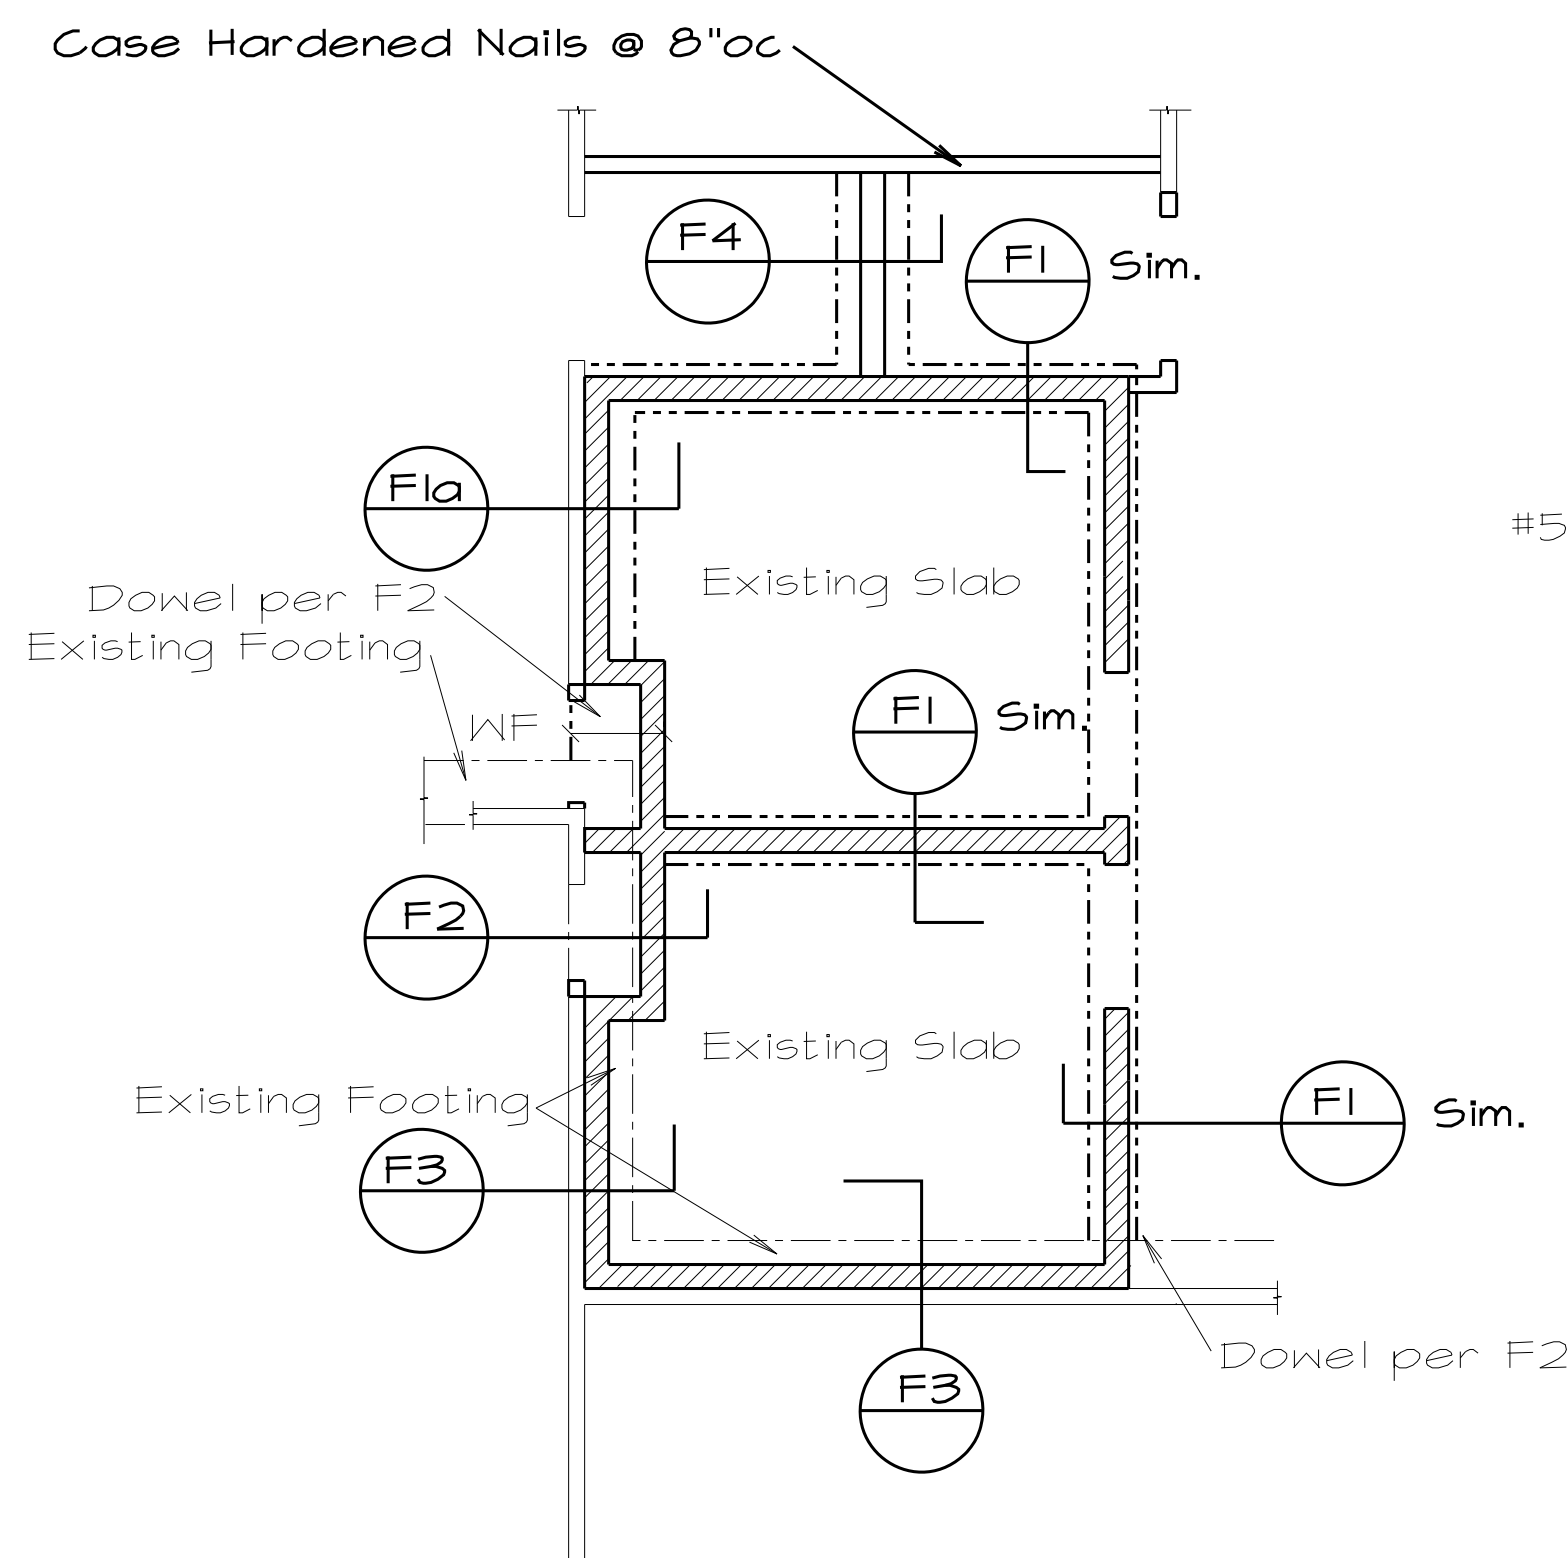 Case Hardened Nails @ 8"oc
F4
F1
Sim.
F1a
#5
Existing Slab
Dowel per F2
Existing Footing
F1
Sim.
WF
F2
Existing Slab
Existing Footing
F1
Sim.
F3
Dowel per F2
F3